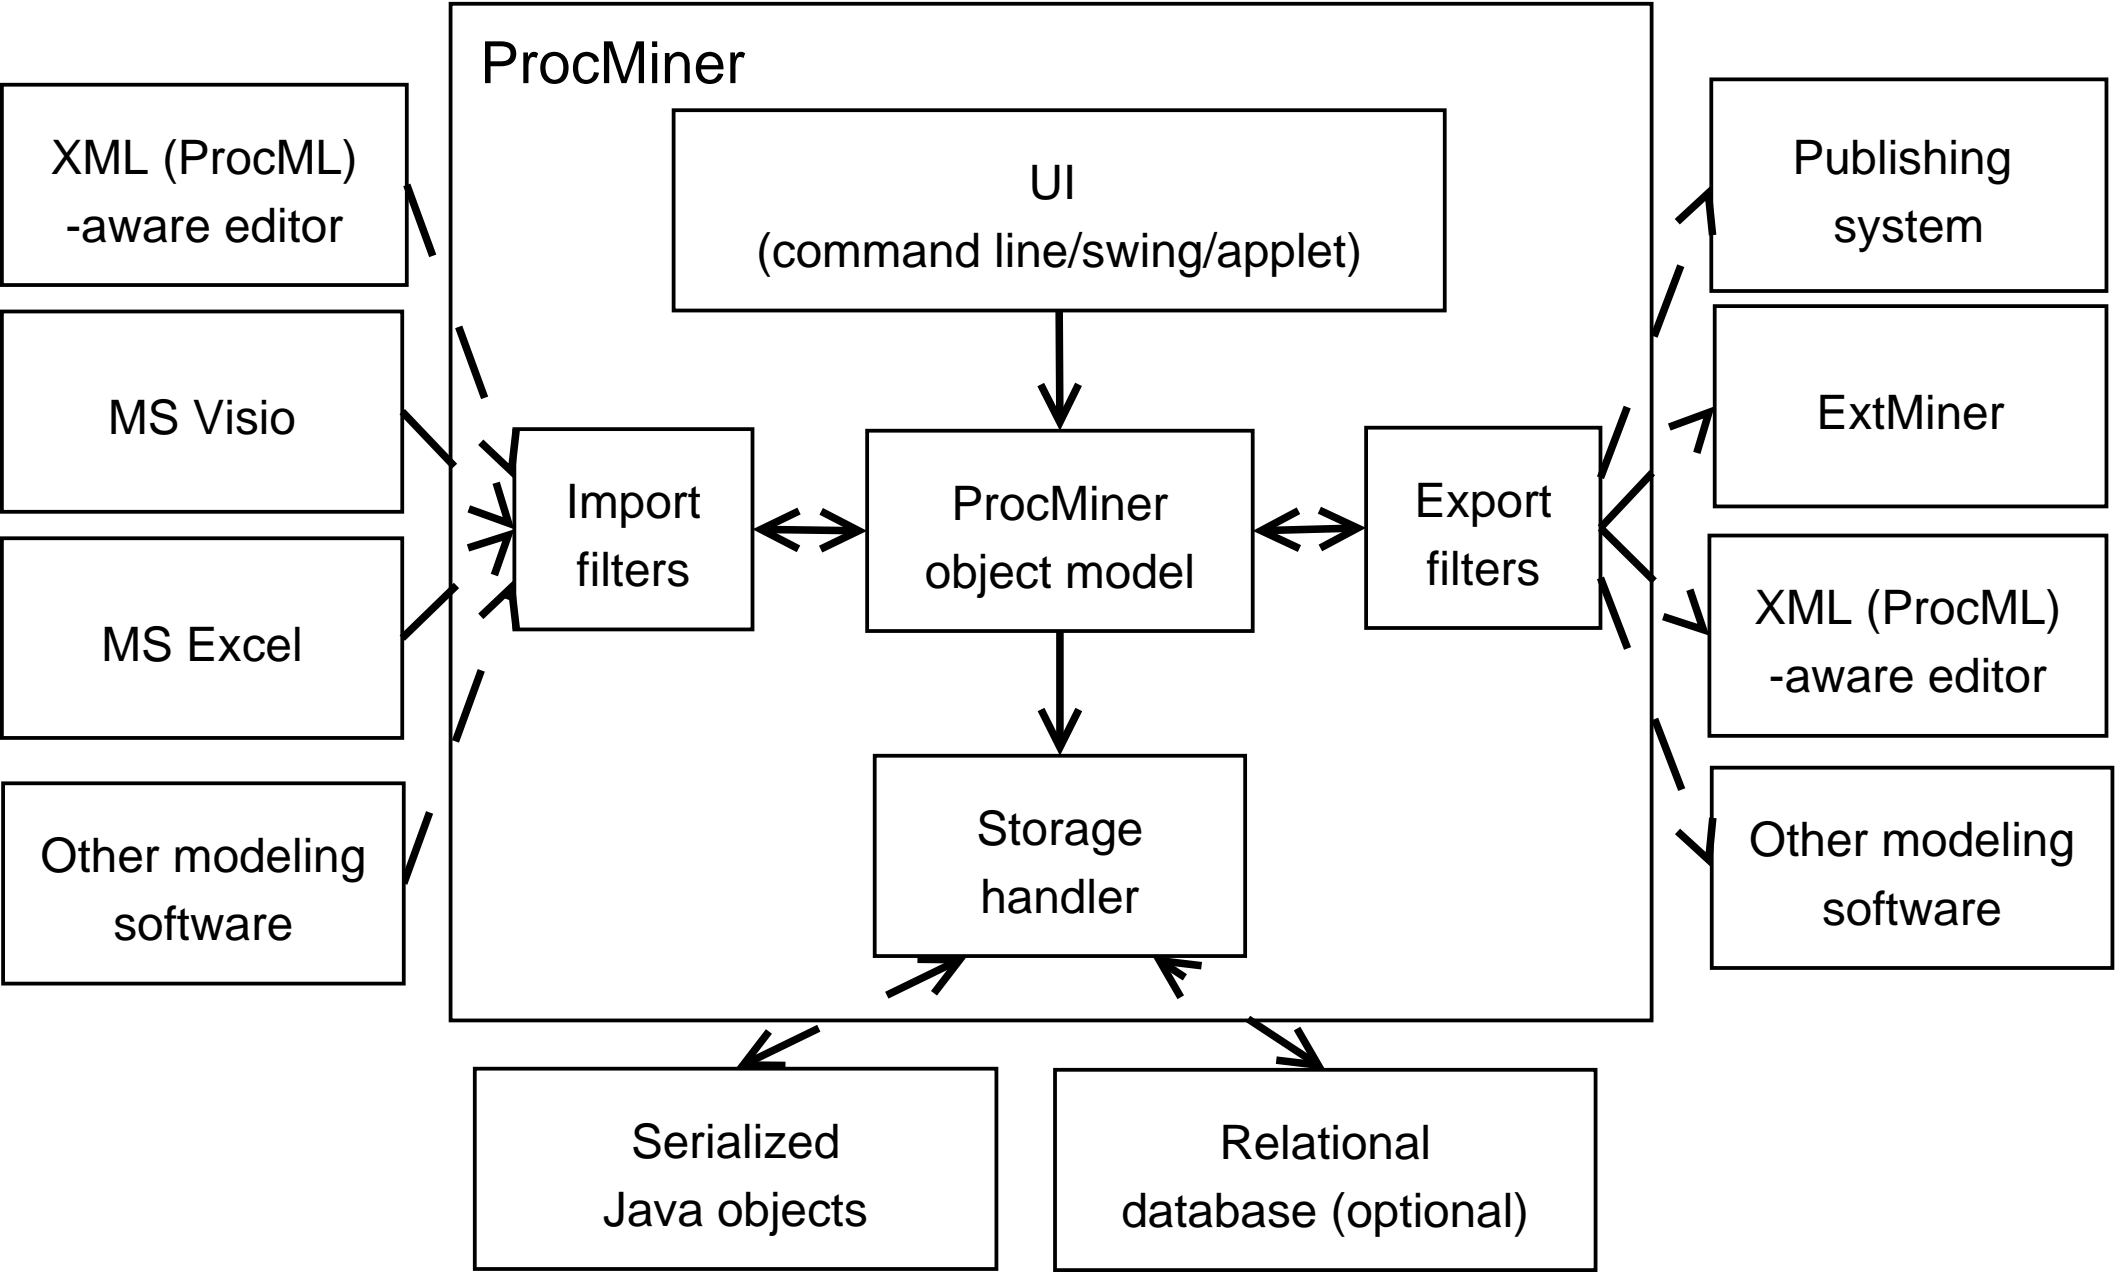 ProcMiner
XML (ProcML)
-aware editor
MS Visio
MS Excel
Other modeling
software
UI
(command line/swing/applet)
Import
filters
ProcMiner
object model
Export
filters
Storage
handler
Publishing
system
ExtMiner
XML (ProcML)
-aware editor
Other modeling
software
Serialized
Java objects
Relational
database (optional)